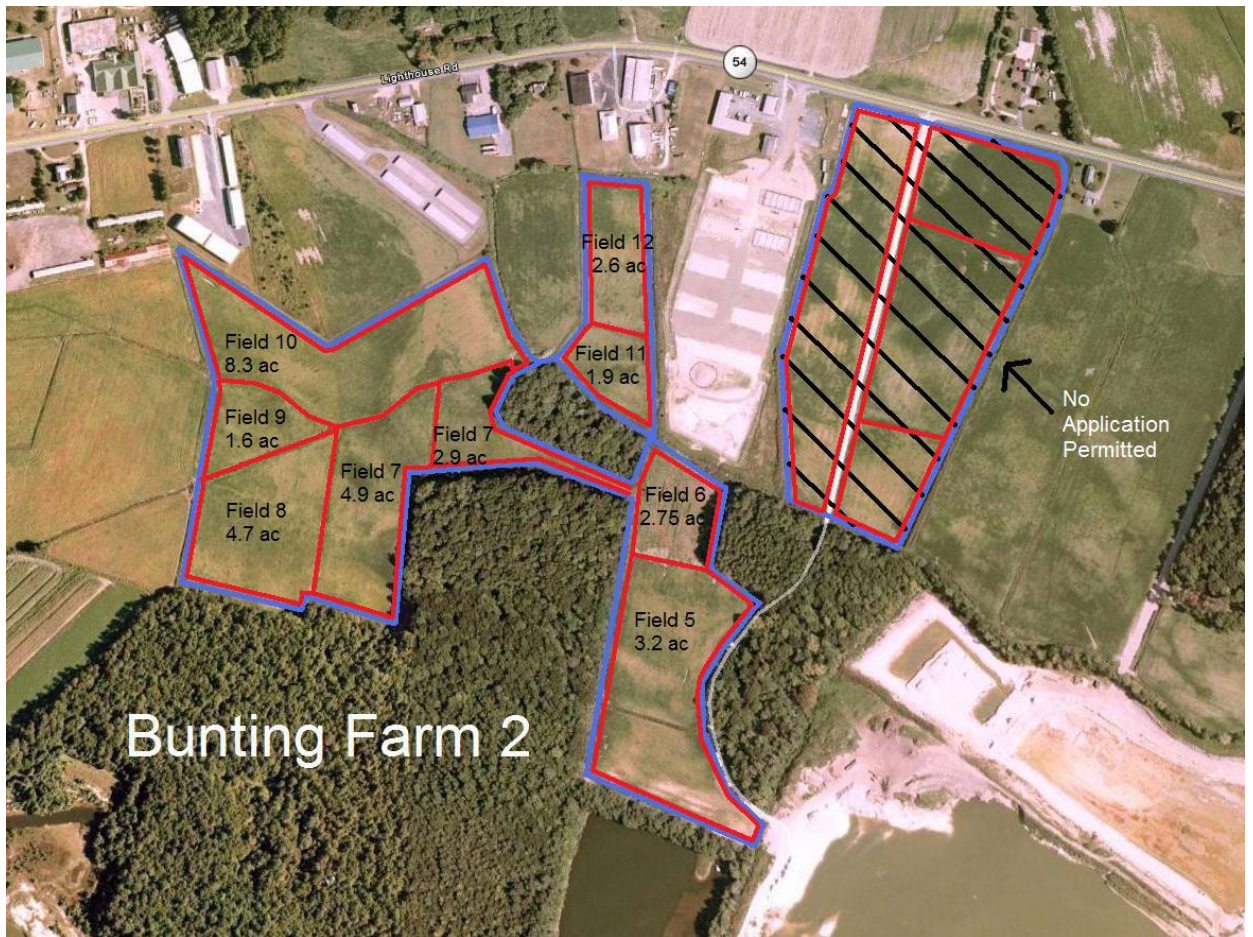 54
Lighthouse Rd
Field 12
2.6 ac
Field 10
8.3 ac
Field 11
1.9 ac
No
Application
Permitted
Field 9
1.6 ac
Field 7
2.9 ac
Field 7
4.9 ac
Field 6
2.75 ac
Field 8
4.7 ac
Field 5
3.2 ac
Bunting Farm 2